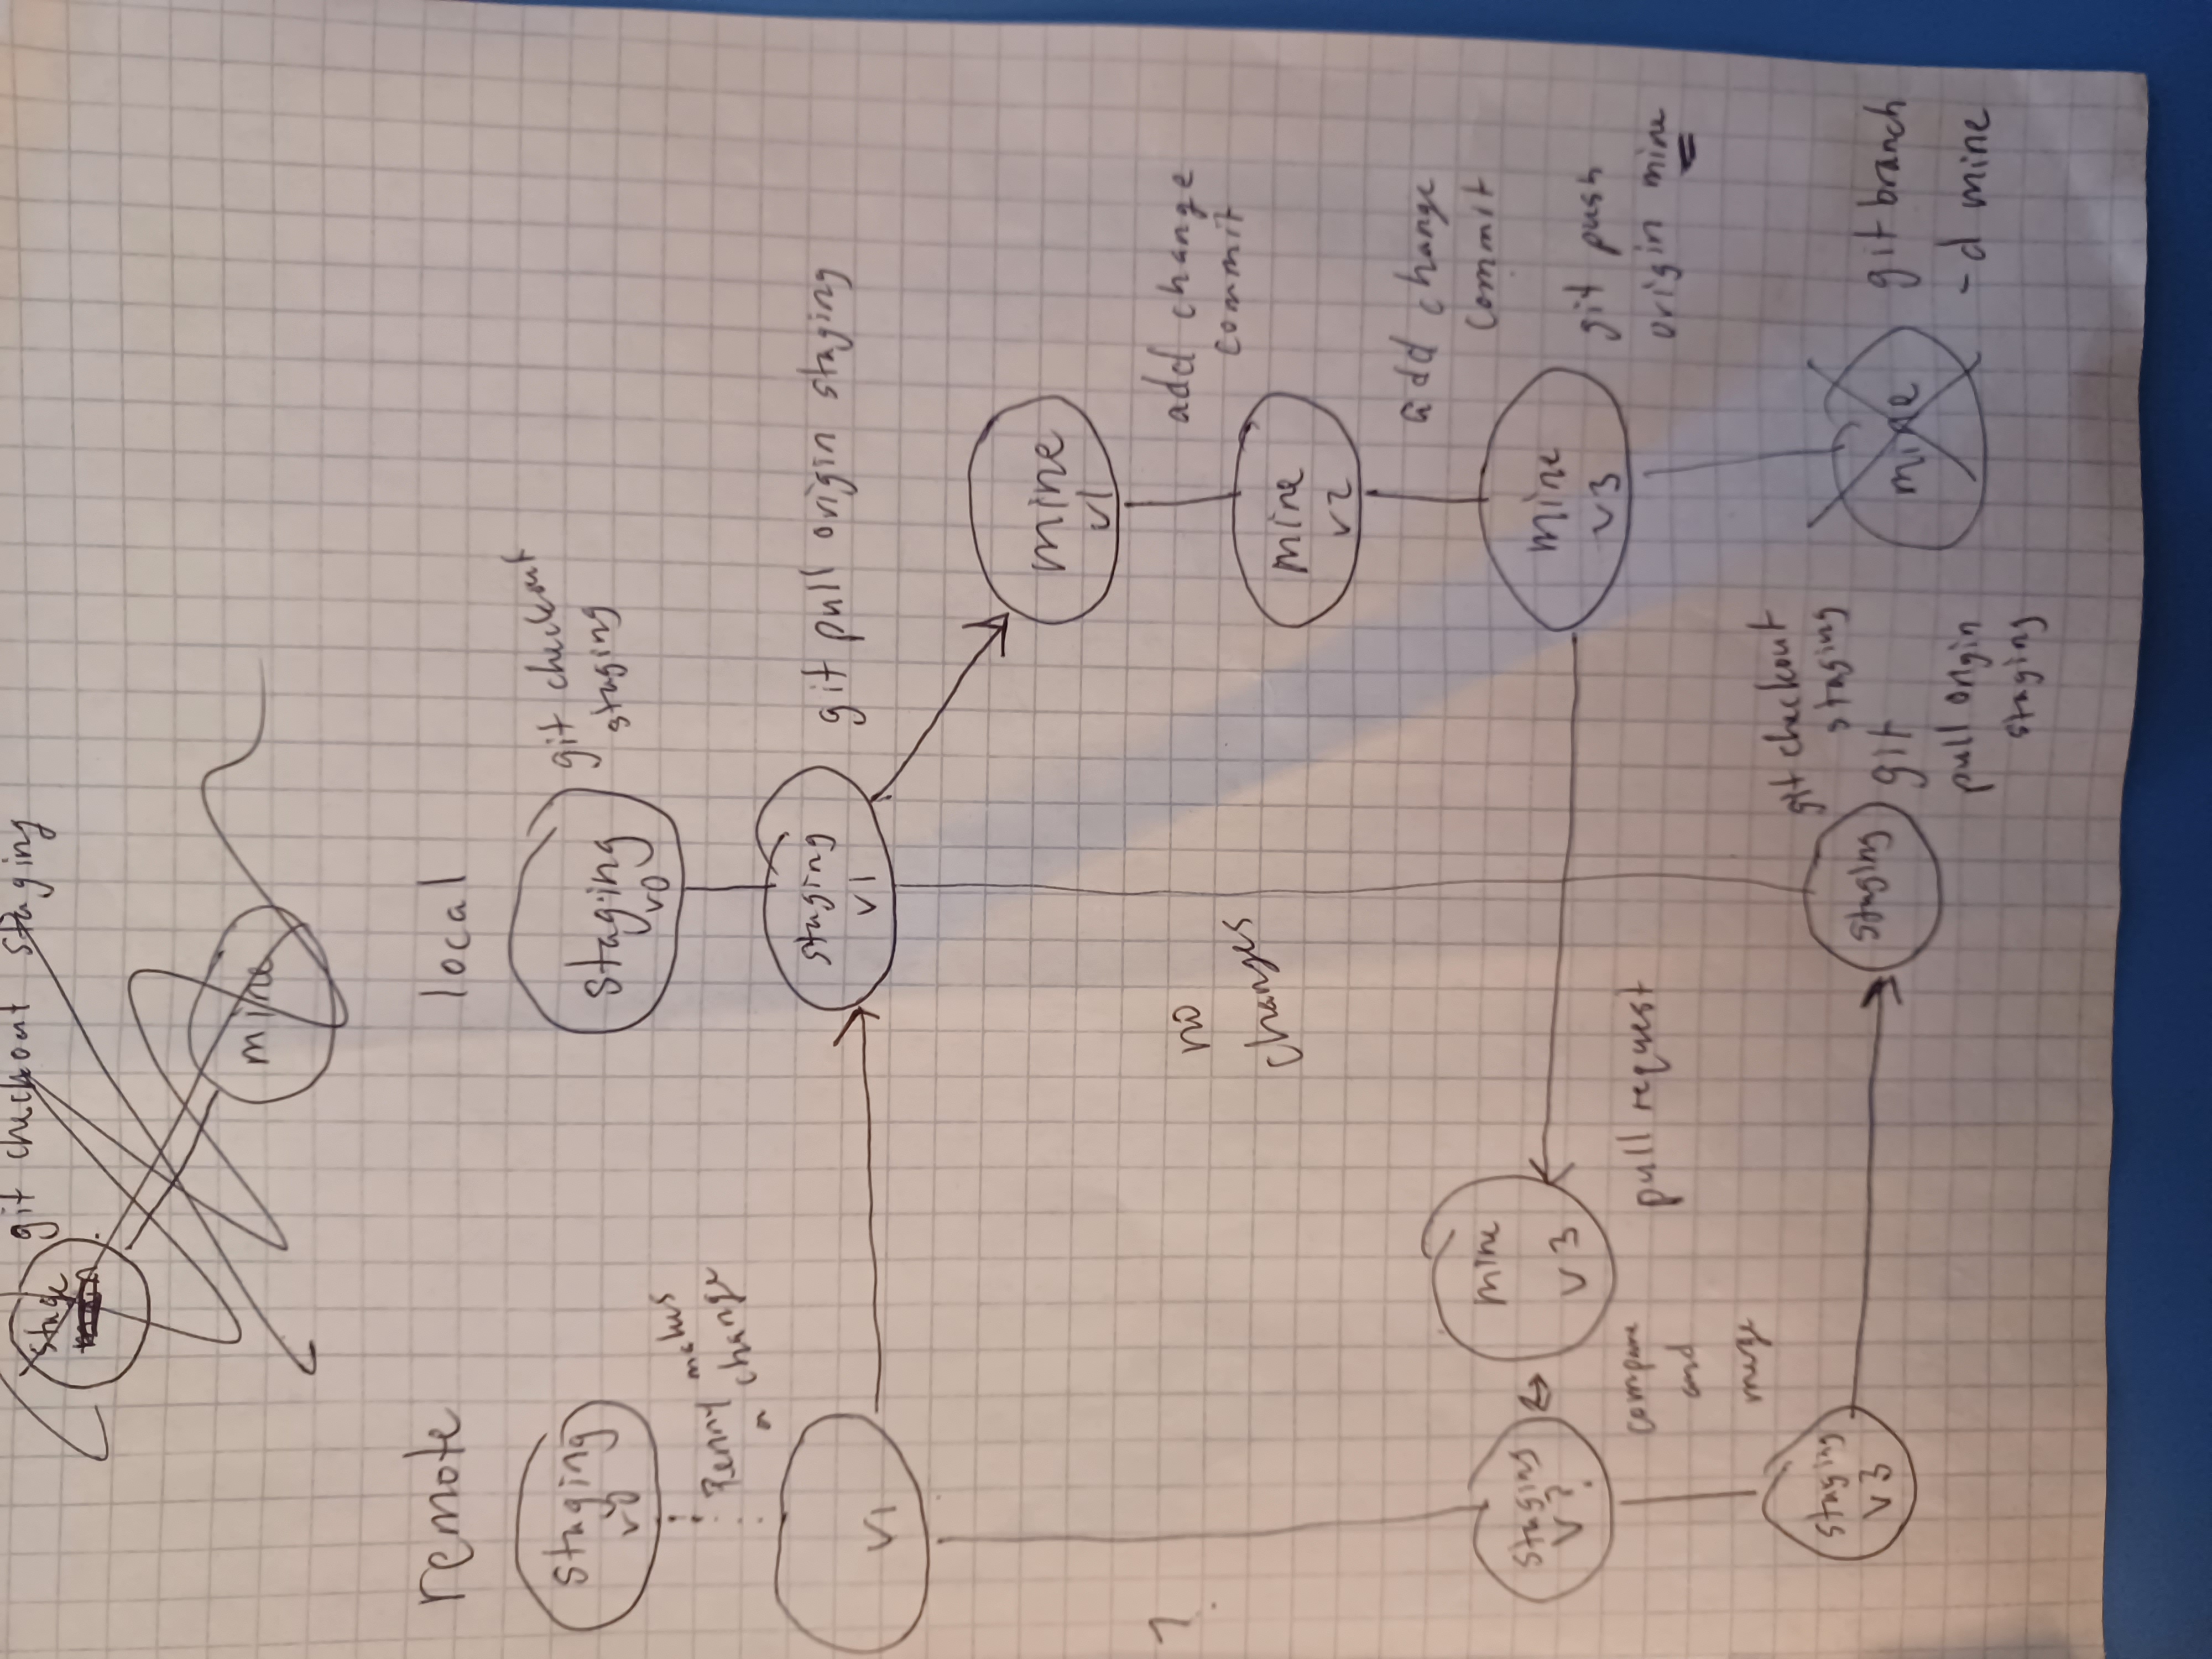 git checkout staging
stage
main
mine
remote
local
staging
v0
staging
v0
git checkout
staging
Penny makes
a change
v1
staging
v1
git pull origin staging
mine
v1
add change
commit
?
no
changes
mine
v2
add change
commit
staging
v?
mine
v3
mine
v3
git push
origin mine
compare
and
merge
pull request
staging
v3
staging
git checkout
staging
git
pull origin
staging
mine
git branch
-d mine